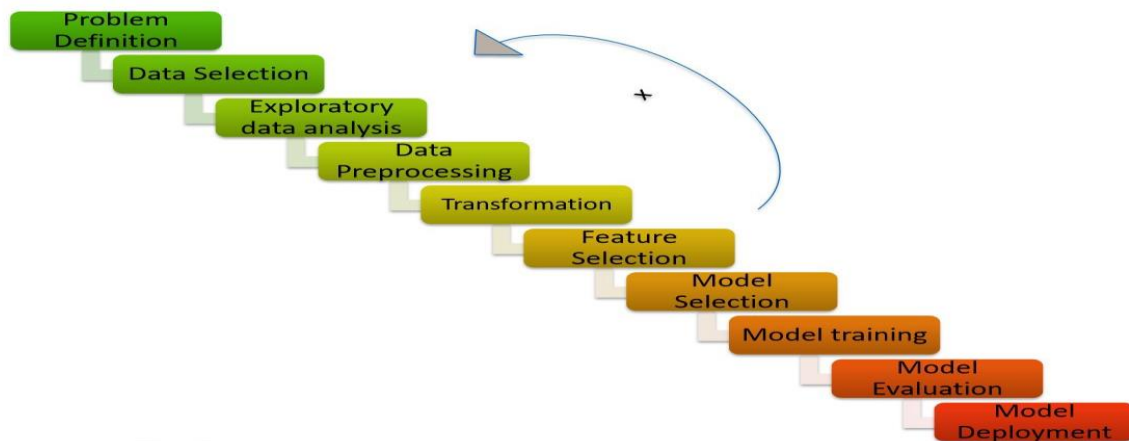 Problem
Definition
Data Selection
Exploratory
data analysis
Data
Preprocessing
Transformation
Feature
Selection
Model
Selection
Model training
Model
Evaluation
Model
Deployment
x